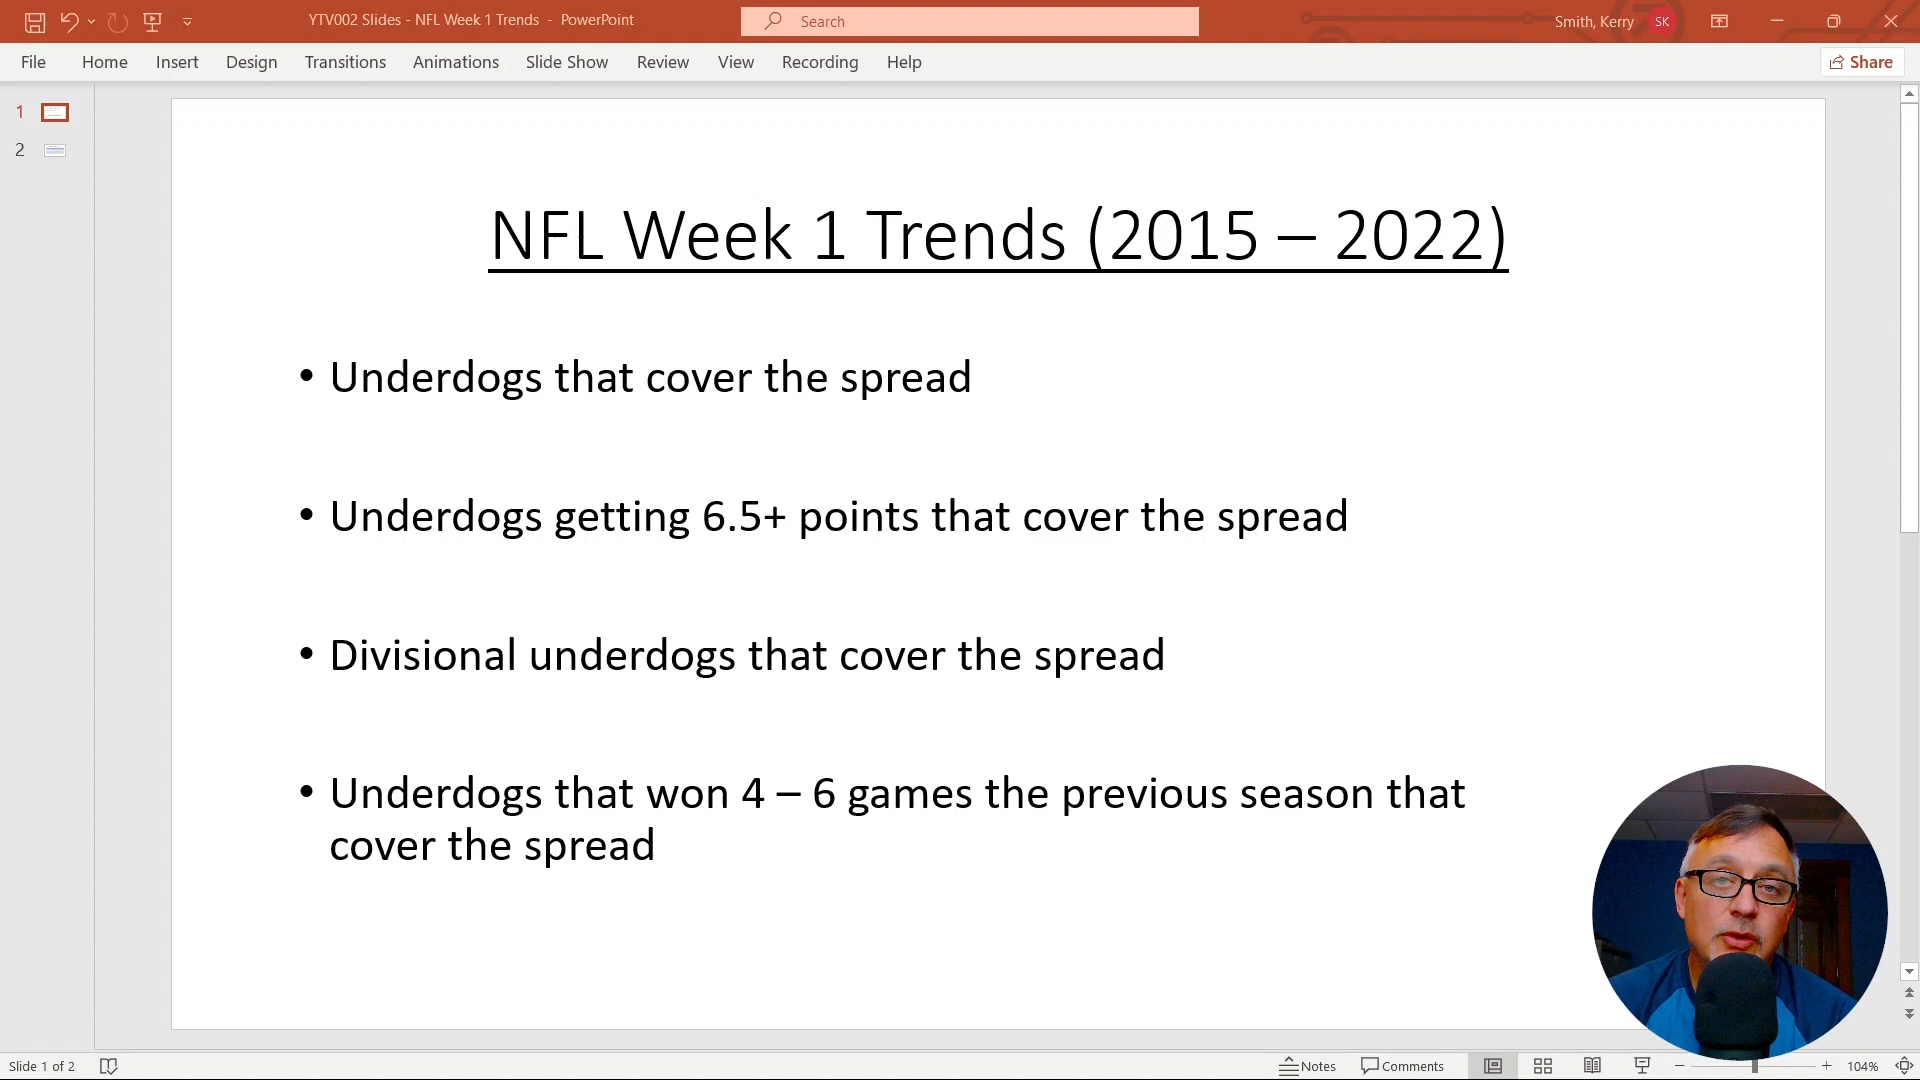 YTV002 Slides - NFL Week 1 Trends - PowerPoint
Search
Smith, Kerry SK
File Home Insert Design Transitions Animations Slide Show Review View Recording Help Share
1
2
NFL Week 1 Trends (2015 – 2022)
• Underdogs that cover the spread
• Underdogs getting 6.5+ points that cover the spread
• Divisional underdogs that cover the spread
• Underdogs that won 4 – 6 games the previous season that
cover the spread
Slide 1 of 2 Notes Comments 104%